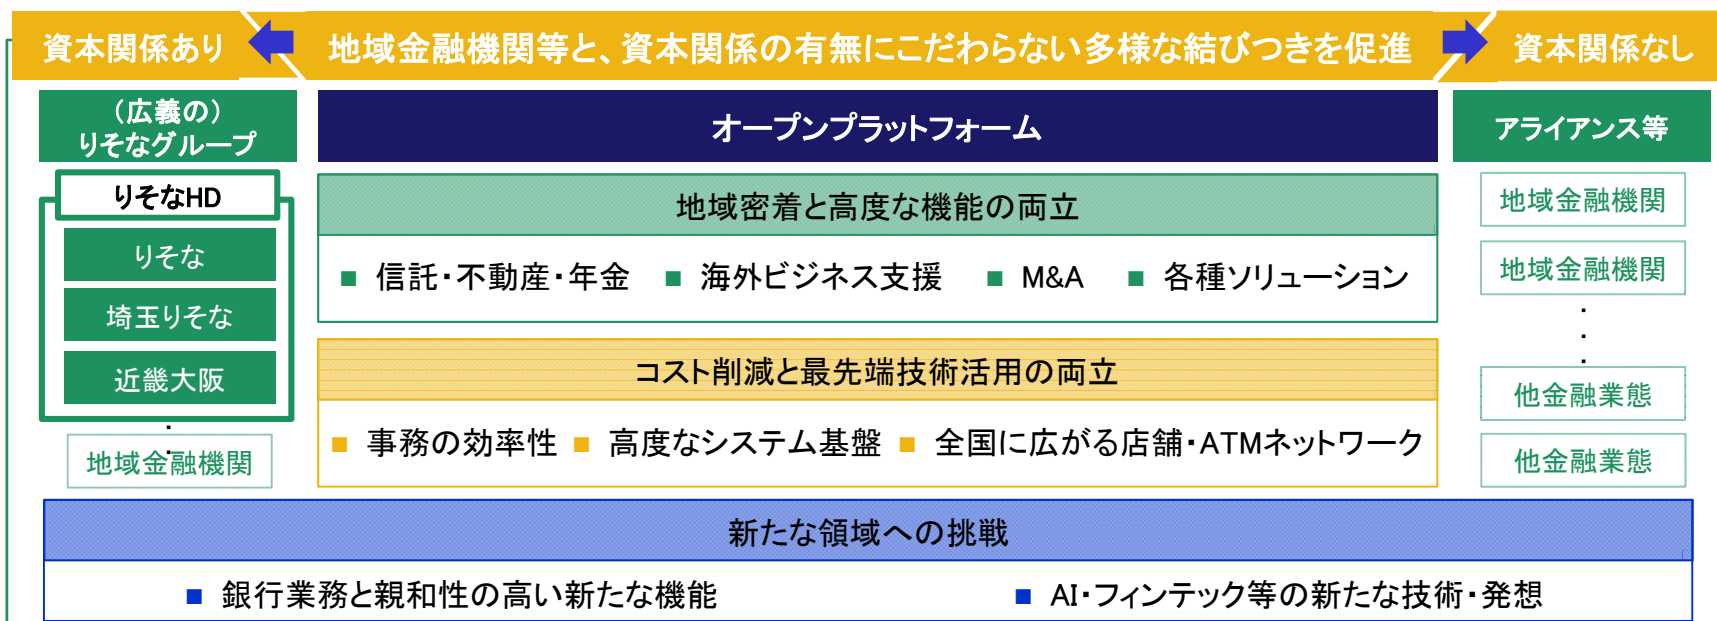 資本関係あり
地域金融機関等と、資本関係の有無にこだわらない多様な結びつきを促進
資本関係なし
(広義の)
りそなグループ
りそなHD
りそな
埼玉りそな
近畿大阪
地域金融機関
オープンプラットフォーム
地域密着と高度な機能の両立
■ 信託・不動産・年金 ■ 海外ビジネス支援 ■ M&A ■ 各種ソリューション
コスト削減と最先端技術活用の両立
■ 事務の効率性 ■ 高度なシステム基盤 ■ 全国に広がる店舗・ATMネットワーク
アライアンス等
地域金融機関
地域金融機関
他金融業態
他金融業態
新たな領域への挑戦
■ 銀行業務と親和性の高い新たな機能 ■ AI・フィンテック等の新たな技術・発想